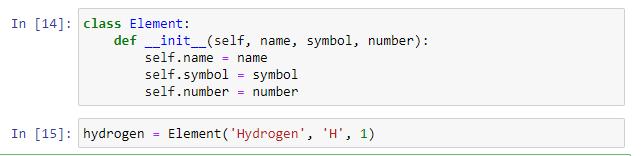 In [14]: class Element:
    def __init__(self, name, symbol, number):
        self.name = name
        self.symbol = symbol
        self.number = number
In [15]: hydrogen = Element('Hydrogen', 'H', 1)